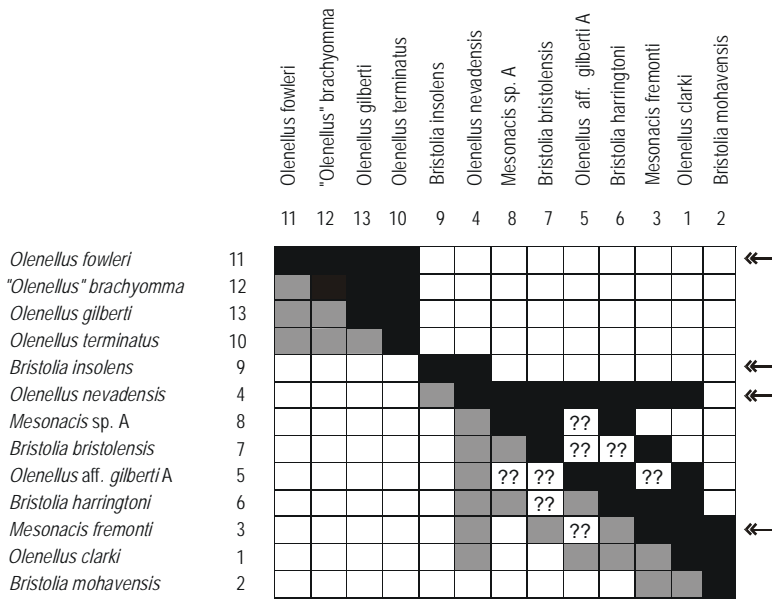 Olenellus fowleri
"Olenellus" brachyomma
Olenellus gilberti
Olenellus terminatus
Bristolia insolens
Olenellus nevadensis
Mesonacis sp. A
Bristolia bristolensis
Olenellus aff. gilberti A
Bristolia harringtoni
Mesonacis fremonti
Olenellus clarki
Bristolia mohavensis
11 12 13 10 9 4 8 7 5 6 3 1 2
Olenellus fowleri 11
"Olenellus" brachyomma 12
Olenellus gilberti 13
Olenellus terminatus 10
Bristolia insolens 9
Olenellus nevadensis 4
Mesonacis sp. A 8 ??
Bristolia bristolensis 7 ?? ??
Olenellus aff. gilberti A 5 ?? ?? ??
Bristolia harringtoni 6 ??
Mesonacis fremonti 3 ??
Olenellus clarki 1
Bristolia mohavensis 2